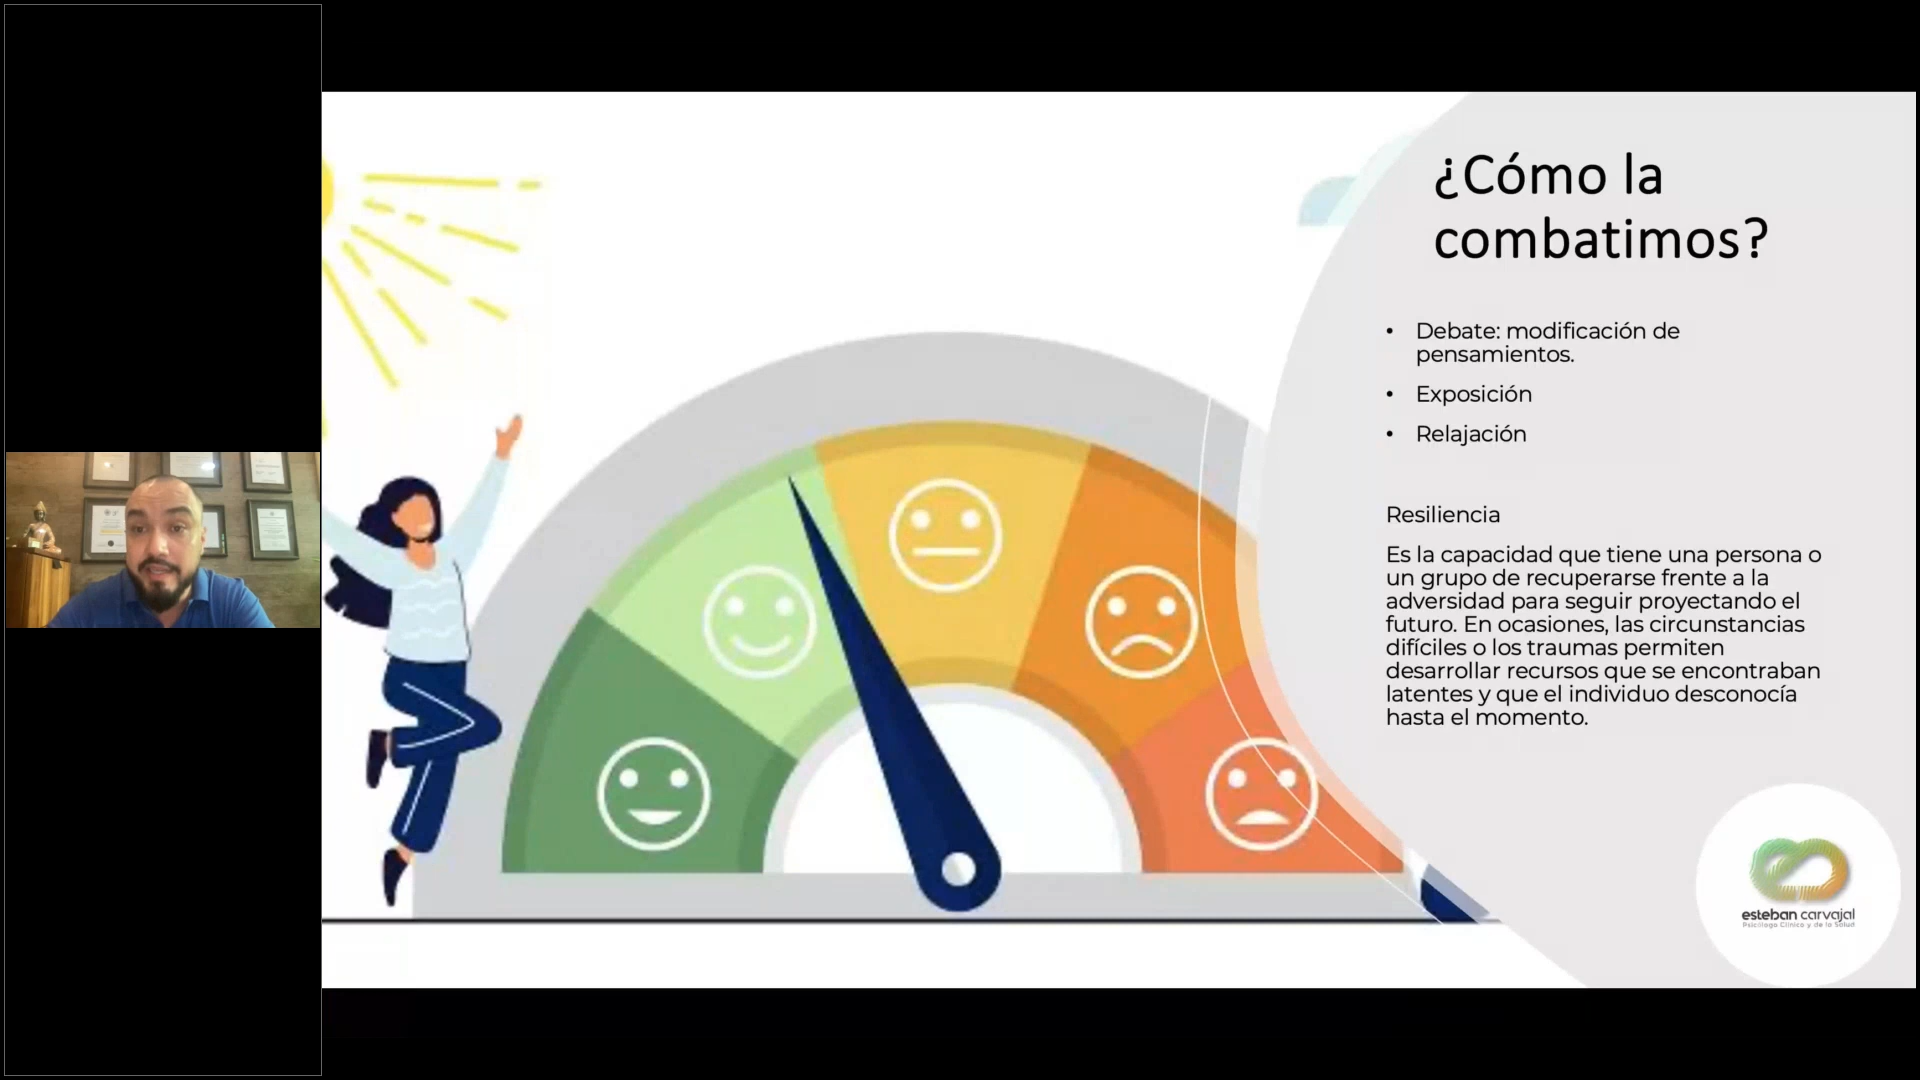 ¿Cómo la
combatimos?
• Debate: modificación de
pensamientos.
• Exposición
• Relajación
Resiliencia
Es la capacidad que tiene una persona o
un grupo de recuperarse frente a la
adversidad para seguir proyectando el
futuro. En ocasiones, las circunstancias
difíciles o los traumas permiten
desarrollar recursos que se encontraban
latentes y que el individuo desconocía
hasta el momento.
esteban carvajal
Psicólogo Clínico y de la Salud